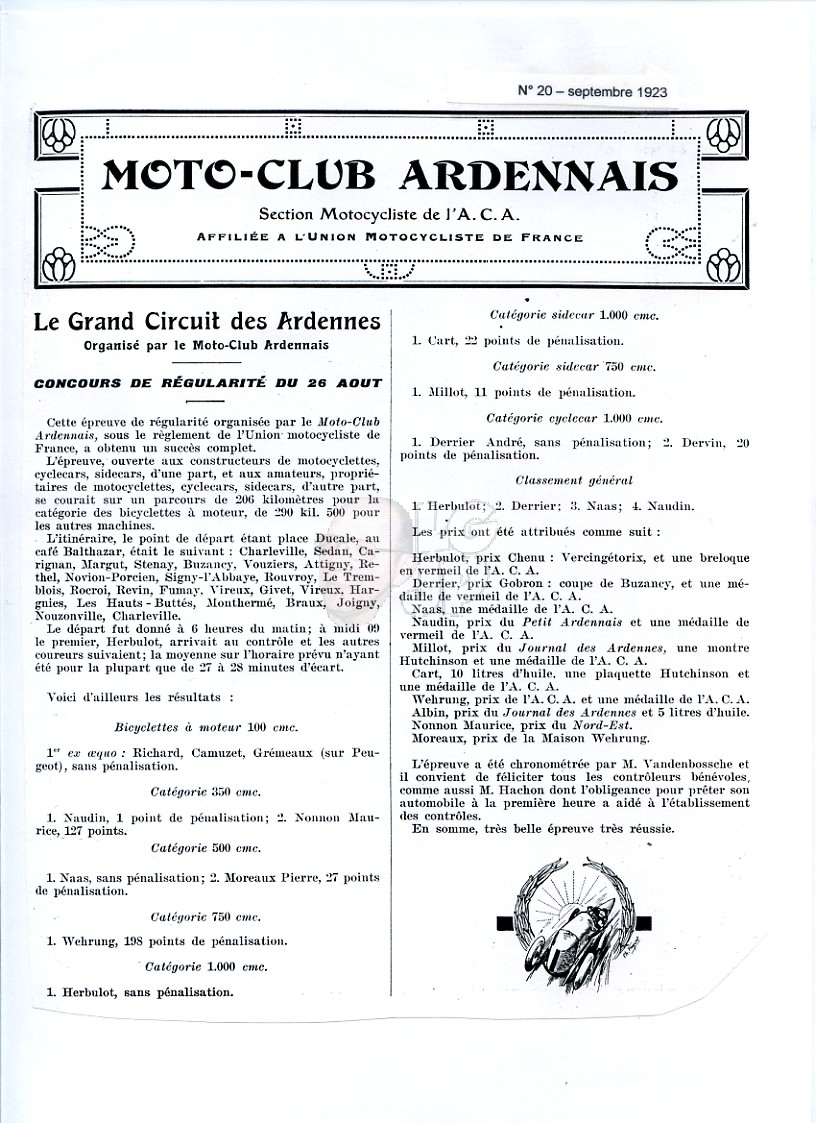 N° 20 – septembre 1923
MOTO-CLUB ARDENNAIS
Section Motocycliste de l'A. C. A.
AFFILIÉE A L'UNION MOTOCYCLISTE DE FRANCE
Le Grand Circuit des Ardennes
Organisé par le Moto-Club Ardennais
CONCOURS DE RÉGULARITÉ DU 26 AOUT
Cette épreuve de régularité organisée par le Moto-Club
Ardennais, sous le règlement de l'Union motocycliste de
France, a obtenu un succès complet.
L'épreuve, ouverte aux constructeurs de motocyclettes,
cyclecars, sidecars, d'une part, et aux amateurs, proprié-
taires de motocyclettes, cyclecars, sidecars, d'autre part,
se courait sur un parcours de 206 kilomètres pour la
catégorie des bicyclettes à moteur, de 290 kil. 500 pour
les autres machines.
L'itinéraire, le point de départ étant place Ducale, au
café Balthazar, était le suivant : Charleville, Sedan, Ca-
rignan, Margut, Stenay, Buzancy, Vouziers, Attigny, Re-
thel, Novion-Porcien, Signy-l'Abbaye, Rouvroy, Le Trem-
blois, Rocroi, Revin, Fumay, Vireux, Givet, Vireux, Har-
gnies, Les Hauts-Buttés, Monthermé, Braux, Joigny,
Nouzonville, Charleville.
Le départ fut donné à 6 heures du matin; à midi 09
le premier, Herbulot, arrivait au contrôle et les autres
coureurs suivaient; la moyenne sur l'horaire prévu n'ayant
été pour la plupart que de 27 à 28 minutes d'écart.
Voici d'ailleurs les résultats :
Bicyclettes à moteur 100 cmc.
1er ex æquo : Richard, Camuzet, Grémeaux (sur Peu-
geot), sans pénalisation.
Catégorie 350 cmc.
1. Naudin, 1 point de pénalisation; 2. Nonnon Mau-
rice, 127 points.
Catégorie 500 cmc.
1. Naas, sans pénalisation; 2. Moreaux Pierre, 27 points
de pénalisation.
Catégorie 750 cmc.
1. Wehrung, 198 points de pénalisation.
Catégorie 1.000 cmc.
1. Herbulot, sans pénalisation.
Catégorie sidecar 1.000 cmc.
1. Cart, 22 points de pénalisation.
Catégorie sidecar 750 cmc.
1. Millot, 11 points de pénalisation.
Catégorie cyclecar 1.000 cmc.
1. Derrier André, sans pénalisation; 2. Dervin, 20
points de pénalisation.
Classement général
1. Herbulot; 2. Derrier; 3. Naas; 4. Naudin.
Les prix ont été attribués comme suit :
Herbulot, prix Chenu : Vercingétorix, et une breloque
en vermeil de l'A. C. A.
Derrier, prix Gobron : coupe de Buzancy, et une mé-
daille de vermeil de l'A. C. A.
Naas, une médaille de l'A. C. A.
Naudin, prix du Petit Ardennais et une médaille de
vermeil de l'A. C. A.
Millot, prix du Journal des Ardennes, une montre
Hutchinson et une médaille de l'A. C. A.
Cart, 10 litres d'huile, une plaquette Hutchinson et
une médaille de l'A. C. A.
Wehrung, prix de l'A. C. A. et une médaille de l'A. C. A.
Albin, prix du Journal des Ardennes et 5 litres d'huile.
Nonnon Maurice, prix du Nord-Est.
Moreaux, prix de la Maison Wehrung.
L'épreuve a été chronométrée par M. Vandenbossche et
il convient de féliciter tous les contrôleurs bénévoles,
comme aussi M. Hachon dont l'obligeance pour prêter son
automobile à la première heure a aidé à l'établissement
des contrôles.
En somme, très belle épreuve très réussie.